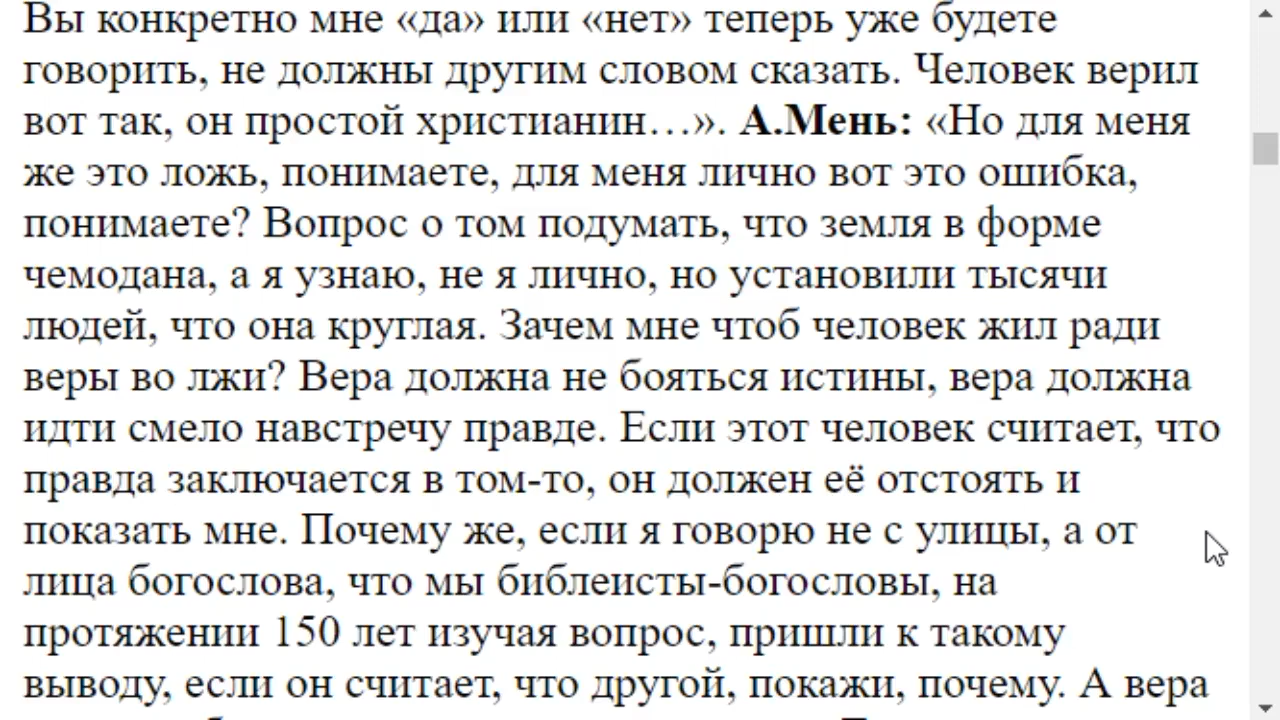 Вы конкретно мне «да» или «нет» теперь уже будете
говорить, не должны другим словом сказать. Человек верил
вот так, он простой христианин…». А.Мень: «Но для меня
же это ложь, понимаете, для меня лично вот это ошибка,
понимаете? Вопрос о том подумать, что земля в форме
чемодана, а я узнаю, не я лично, но установили тысячи
людей, что она круглая. Зачем мне чтоб человек жил ради
веры во лжи? Вера должна не бояться истины, вера должна
идти смело навстречу правде. Если этот человек считает, что
правда заключается в том-то, он должен её отстоять и
показать мне. Почему же, если я говорю не с улицы, а от
лица богослова, что мы библеисты-богословы, на
протяжении 150 лет изучая вопрос, пришли к такому
выводу, если он считает, что другой, покажи, почему. А вера